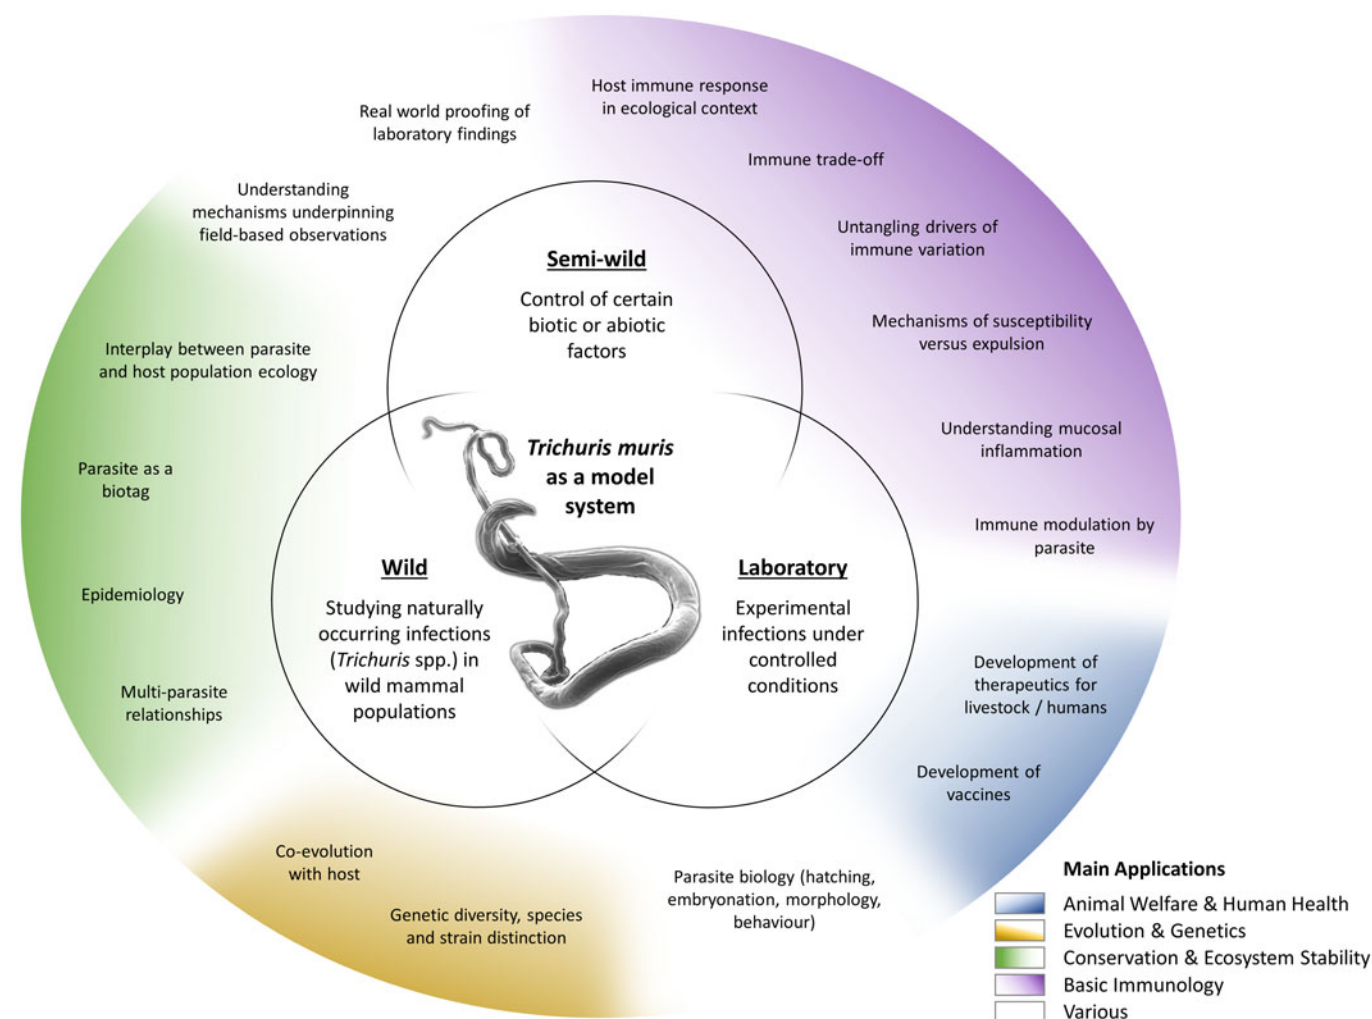 Host immune response
in ecological context
Real world proofing of
laboratory findings
Immune trade-off
Understanding
mechanisms underpinning
field-based observations
Untangling drivers of
immune variation
Semi-wild
Control of certain
biotic or abiotic
factors
Mechanisms of susceptibility
versus expulsion
Interplay between parasite
and host population ecology
Understanding mucosal
inflammation
Trichuris muris
as a model
system
Parasite as a
biotag
Immune modulation by
parasite
Wild
Studying naturally
occurring infections
(Trichuris spp.) in
wild mammal
populations
Laboratory
Experimental
infections under
controlled
conditions
Epidemiology
Multi-parasite
relationships
Development of
therapeutics for
livestock / humans
Development of
vaccines
Co-evolution
with host
Genetic diversity, species
and strain distinction
Parasite biology (hatching,
embryonation, morphology,
behaviour)
Main Applications
Animal Welfare & Human Health
Evolution & Genetics
Conservation & Ecosystem Stability
Basic Immunology
Various